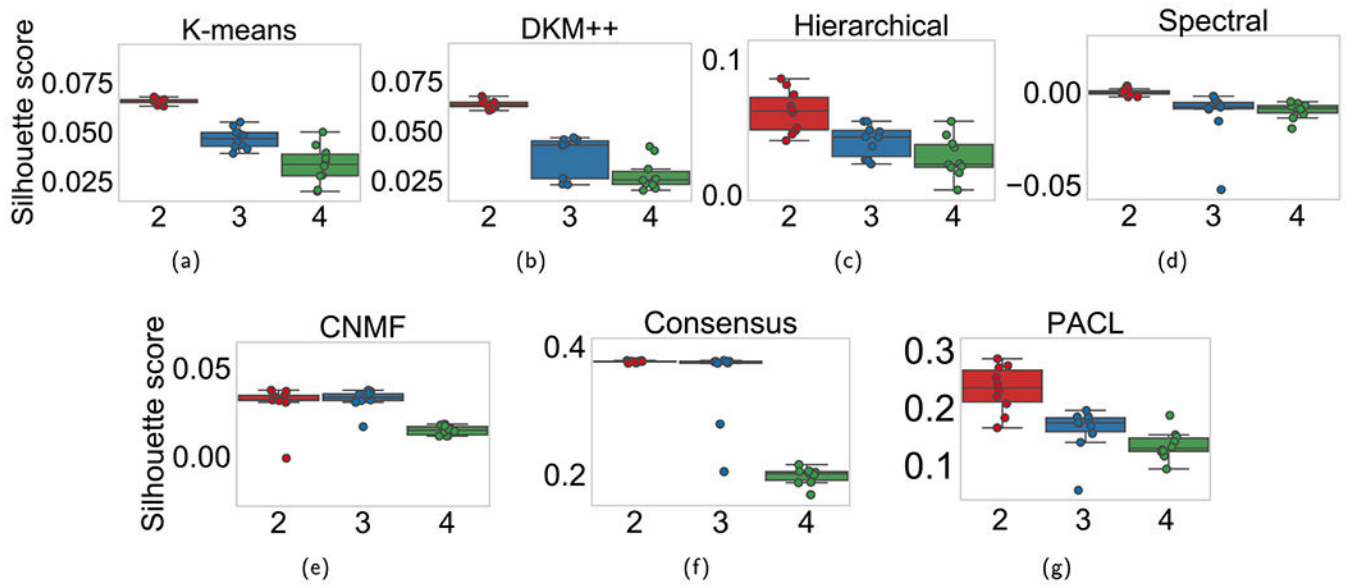 K-means
DKM++
Hierarchical
Spectral
Silhouette score
0.075
0.050
0.025
2 3 4
0.075
0.050
0.025
2 3 4
0.1
0.0
2 3 4
0.00
−0.05
2 3 4
(a)
(b)
(c)
(d)
CNMF
Consensus
PACL
Silhouette score
0.05
0.00
2 3 4
0.4
0.2
2 3 4
0.3
0.2
0.1
2 3 4
(e)
(f)
(g)